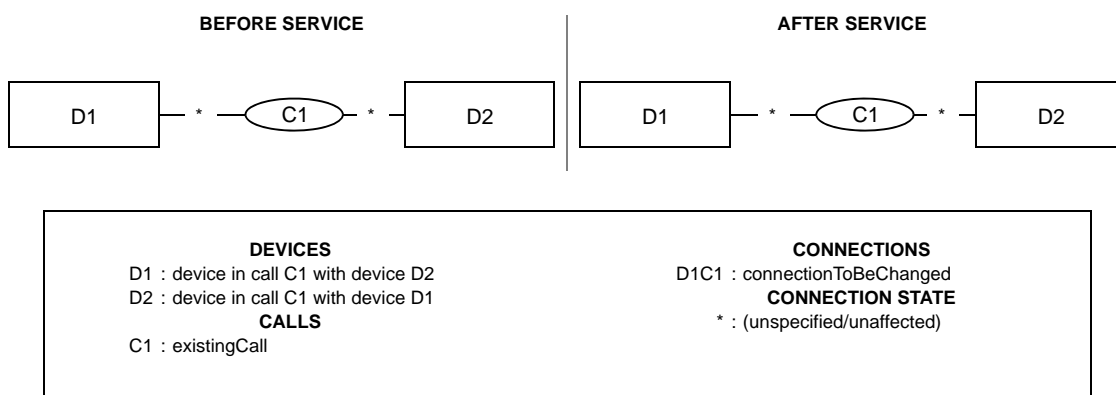 BEFORE SERVICE
AFTER SERVICE
D1 * C1 * D2
D1 * C1 * D2
DEVICES
D1 : device in call C1 with device D2
D2 : device in call C1 with device D1
CALLS
C1 : existingCall
CONNECTIONS
D1C1 : connectionToBeChanged
CONNECTION STATE
* : (unspecified/unaffected)